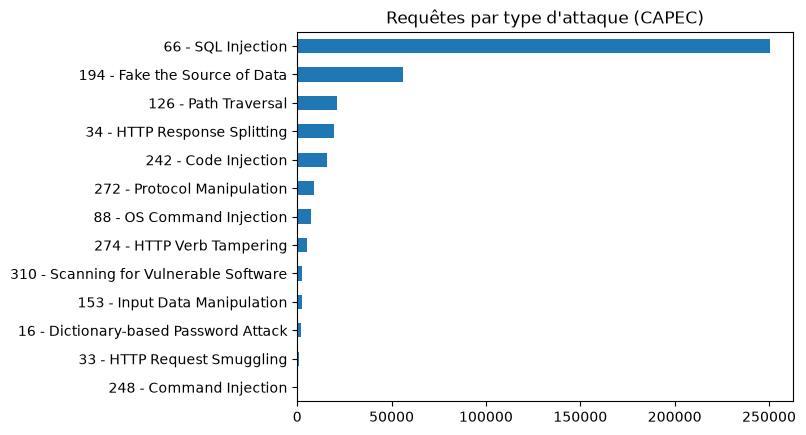 Requêtes par type d'attaque (CAPEC)
66 - SQL Injection
194 - Fake the Source of Data
126 - Path Traversal
34 - HTTP Response Splitting
242 - Code Injection
272 - Protocol Manipulation
88 - OS Command Injection
274 - HTTP Verb Tampering
310 - Scanning for Vulnerable Software
153 - Input Data Manipulation
16 - Dictionary-based Password Attack
33 - HTTP Request Smuggling
248 - Command Injection
0 50000 100000 150000 200000 250000